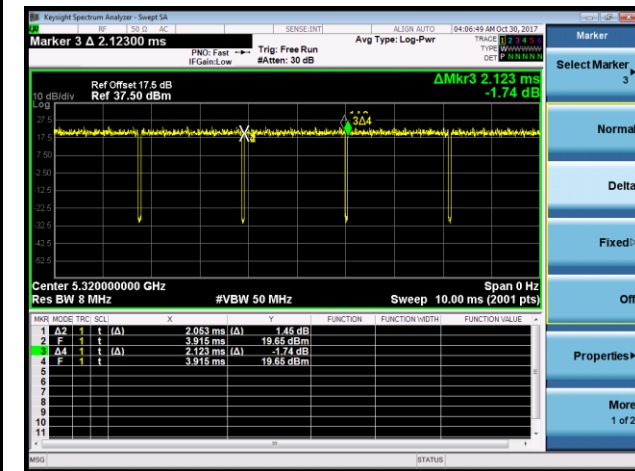 Keysight Spectrum Analyzer - Swept SA
RF 50 Ω AC SENSE:INT ALIGN AUTO 04:06:49 AM Oct 30, 2017
Marker 3 Δ 2.12300 ms
PNO: Fast
IFGain:Low
Trig: Free Run
#Atten: 30 dB
Avg Type: Log-Pwr
TRACE 1 2 3 4 5 6
TYPE WWWWWW
DET P NNNNN
Marker
Select Marker
3
Normal
Delta
Fixed
Off
Properties
More
1 of 2
Ref Offset 17.5 dB
10 dB/div Ref 37.50 dBm
Log
ΔMkr3 2.123 ms
-1.74 dB
27.5
17.5
7.50
-2.50
-12.5
-22.5
-32.5
-42.5
-52.5
3Δ4
Center 5.320000000 GHz Span 0 Hz
Res BW 8 MHz #VBW 50 MHz Sweep 10.00 ms (2001 pts)
MKR MODE TRC SCL X Y FUNCTION FUNCTION WIDTH FUNCTION VALUE
1 Δ2 1 t (Δ) 2.053 ms (Δ) 1.45 dB
2 F 1 t 3.915 ms 19.65 dBm
3 Δ4 1 t (Δ) 2.123 ms (Δ) -1.74 dB
4 F 1 t 3.915 ms 19.65 dBm
5
6
7
8
9
10
11
MSG STATUS